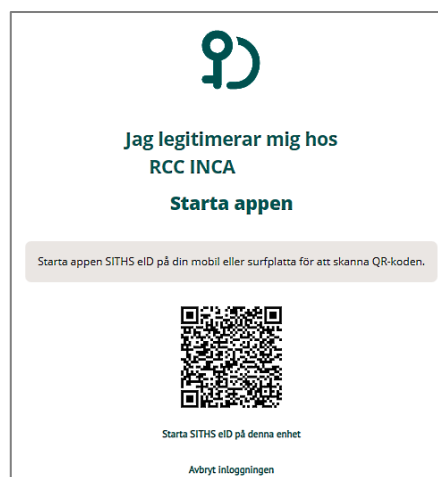 Jag legitimerar mig hos
RCC INCA
Starta appen
Starta appen SITHS eID på din mobil eller surfplatta för att skanna QR-koden.
Starta SITHS eID på denna enhet
Avbryt inloggningen